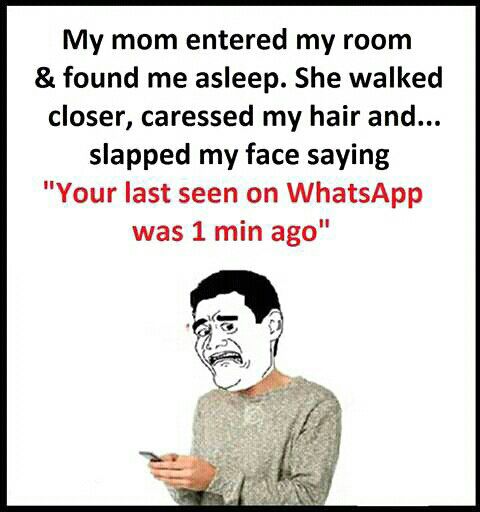 My mom entered my room
& found me asleep. She walked
closer, caressed my hair and...
slapped my face saying
"Your last seen on WhatsApp
was 1 min ago"